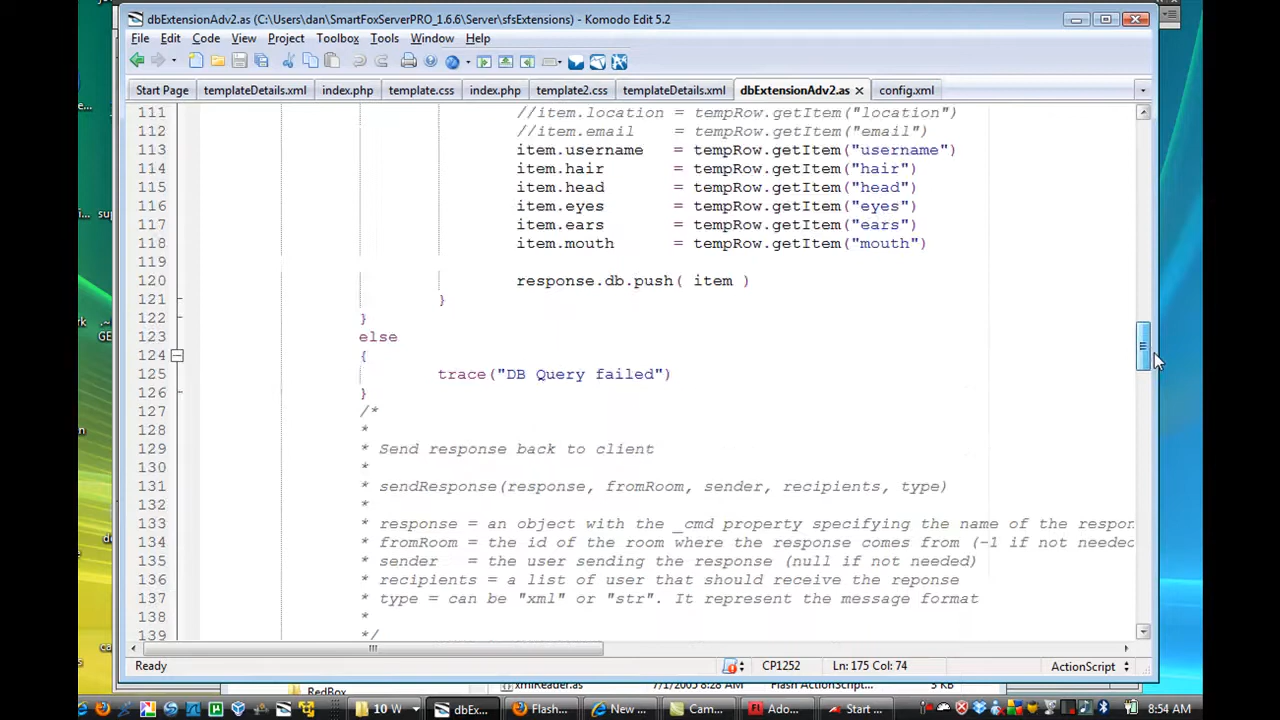 dbExtensionAdv2.as (C:\Users\dan\SmartFoxServerPRO_1.6.6\Server\sfsExtensions) - Komodo Edit 5.2
File Edit Code View Project Toolbox Tools Window Help
Start Page templateDetails.xml index.php template.css index.php template2.css templateDetails.xml dbExtensionAdv2.as config.xml
111 //item.location = tempRow.getItem("location")
112 //item.email = tempRow.getItem("email")
113 item.username = tempRow.getItem("username")
114 item.hair = tempRow.getItem("hair")
115 item.head = tempRow.getItem("head")
116 item.eyes = tempRow.getItem("eyes")
117 item.ears = tempRow.getItem("ears")
118 item.mouth = tempRow.getItem("mouth")
119
120 response.db.push( item )
121 }
122 }
123 else
124 {
125 trace("DB Query failed")
126 }
127 /*
128 *
129 * Send response back to client
130 *
131 * sendResponse(response, fromRoom, sender, recipients, type)
132 *
133 * response = an object with the _cmd property specifying the name of the respon
134 * fromRoom = the id of the room where the response comes from (-1 if not needed
135 * sender = the user sending the response (null if not needed)
136 * recipients = a list of user that should receive the reponse
137 * type = can be "xml" or "str". It represent the message format
138 *
139 */
Ready CP1252 Ln: 175 Col: 74 ActionScript
RedBox xmlReader.as 7/1/2005 8:28 AM Flash ActionScript... 5 KB
10 W dbEx... Flash... New ... Cam... Ado... Start ... 8:54 AM